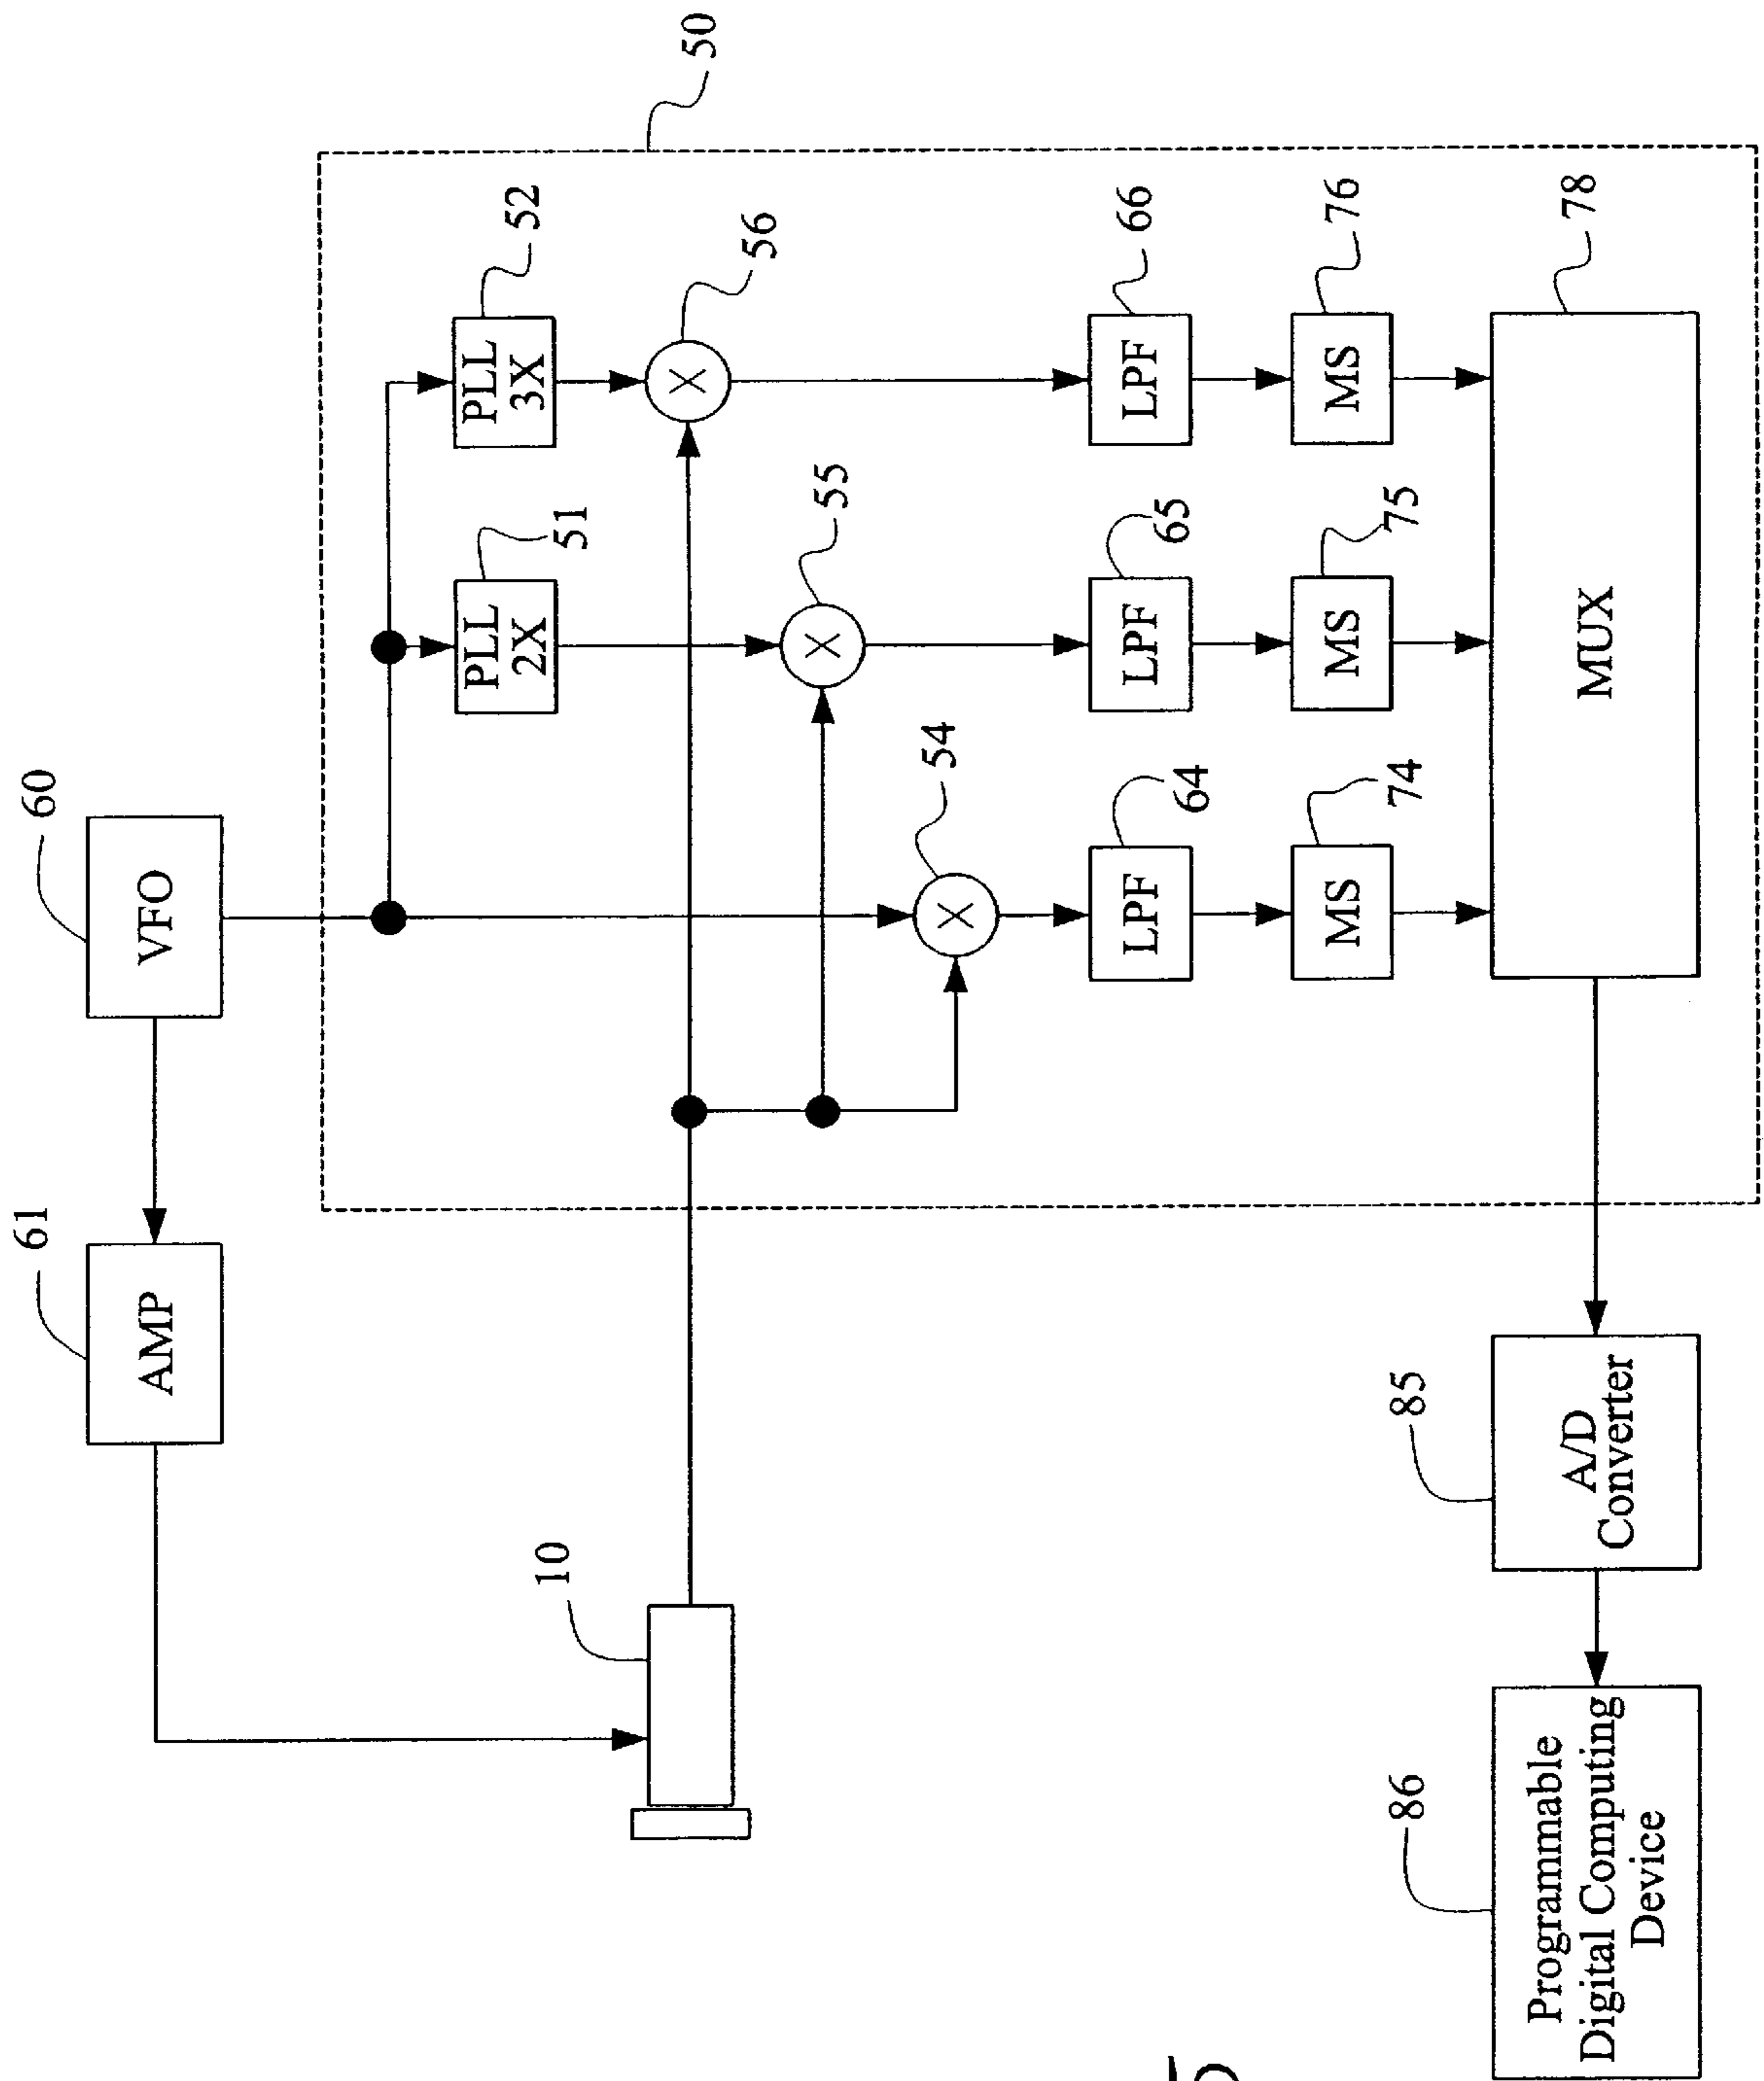 60
VFO
61
AMP
10
50
PLL
3X
52
PLL
2X
51
X
56
X
55
X
54
LPF
66
LPF
65
LPF
64
MS
76
MS
75
MS
74
MUX
78
85
A/D
Converter
86
Programmable
Digital Computing
Device